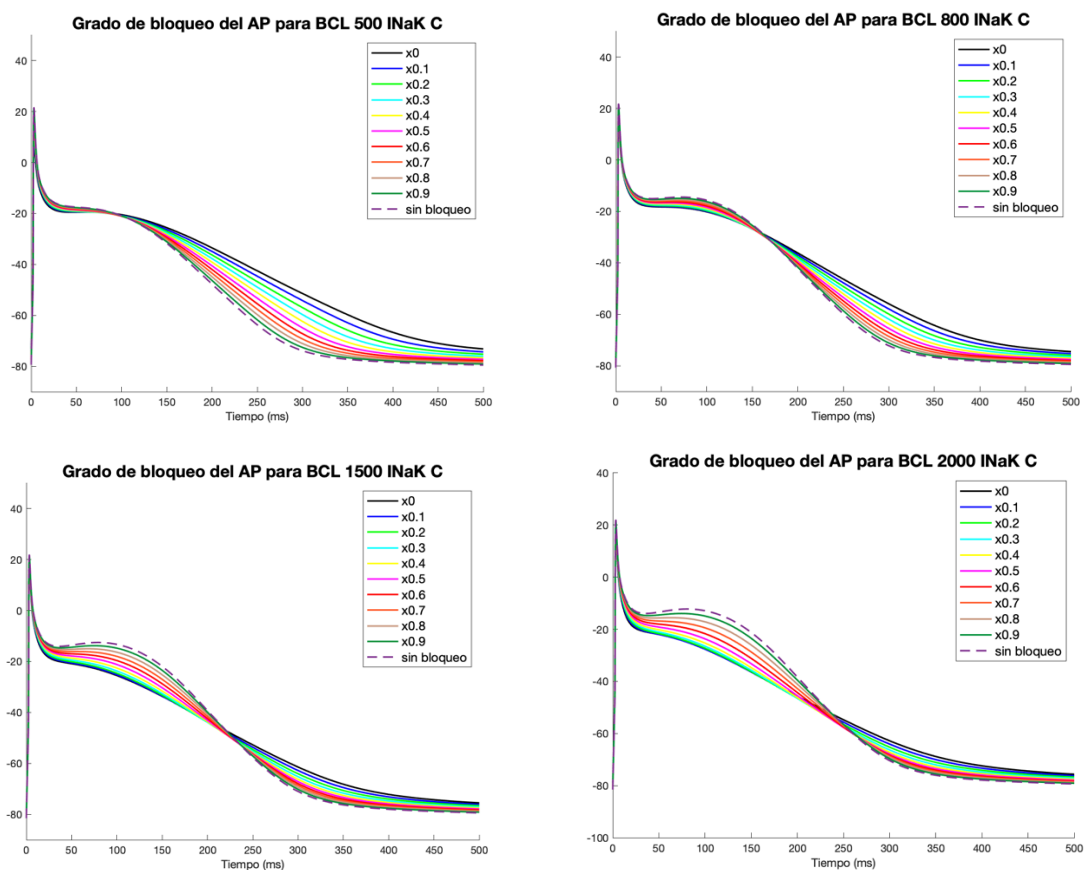 Grado de bloqueo del AP para BCL 500 INaK C
40
20
0
-20
-40
-60
-80
0 50 100 150 200 250 300 350 400 450 500
Tiempo (ms)
x0
x0.1
x0.2
x0.3
x0.4
x0.5
x0.6
x0.7
x0.8
x0.9
sin bloqueo
Grado de bloqueo del AP para BCL 800 INaK C
40
20
0
-20
-40
-60
-80
0 50 100 150 200 250 300 350 400 450 500
Tiempo (ms)
x0
x0.1
x0.2
x0.3
x0.4
x0.5
x0.6
x0.7
x0.8
x0.9
sin bloqueo
Grado de bloqueo del AP para BCL 1500 INaK C
40
20
0
-20
-40
-60
-80
0 50 100 150 200 250 300 350 400 450 500
Tiempo (ms)
x0
x0.1
x0.2
x0.3
x0.4
x0.5
x0.6
x0.7
x0.8
x0.9
sin bloqueo
Grado de bloqueo del AP para BCL 2000 INaK C
40
20
0
-20
-40
-60
-80
-100
0 50 100 150 200 250 300 350 400 450 500
Tiempo (ms)
x0
x0.1
x0.2
x0.3
x0.4
x0.5
x0.6
x0.7
x0.8
x0.9
sin bloqueo